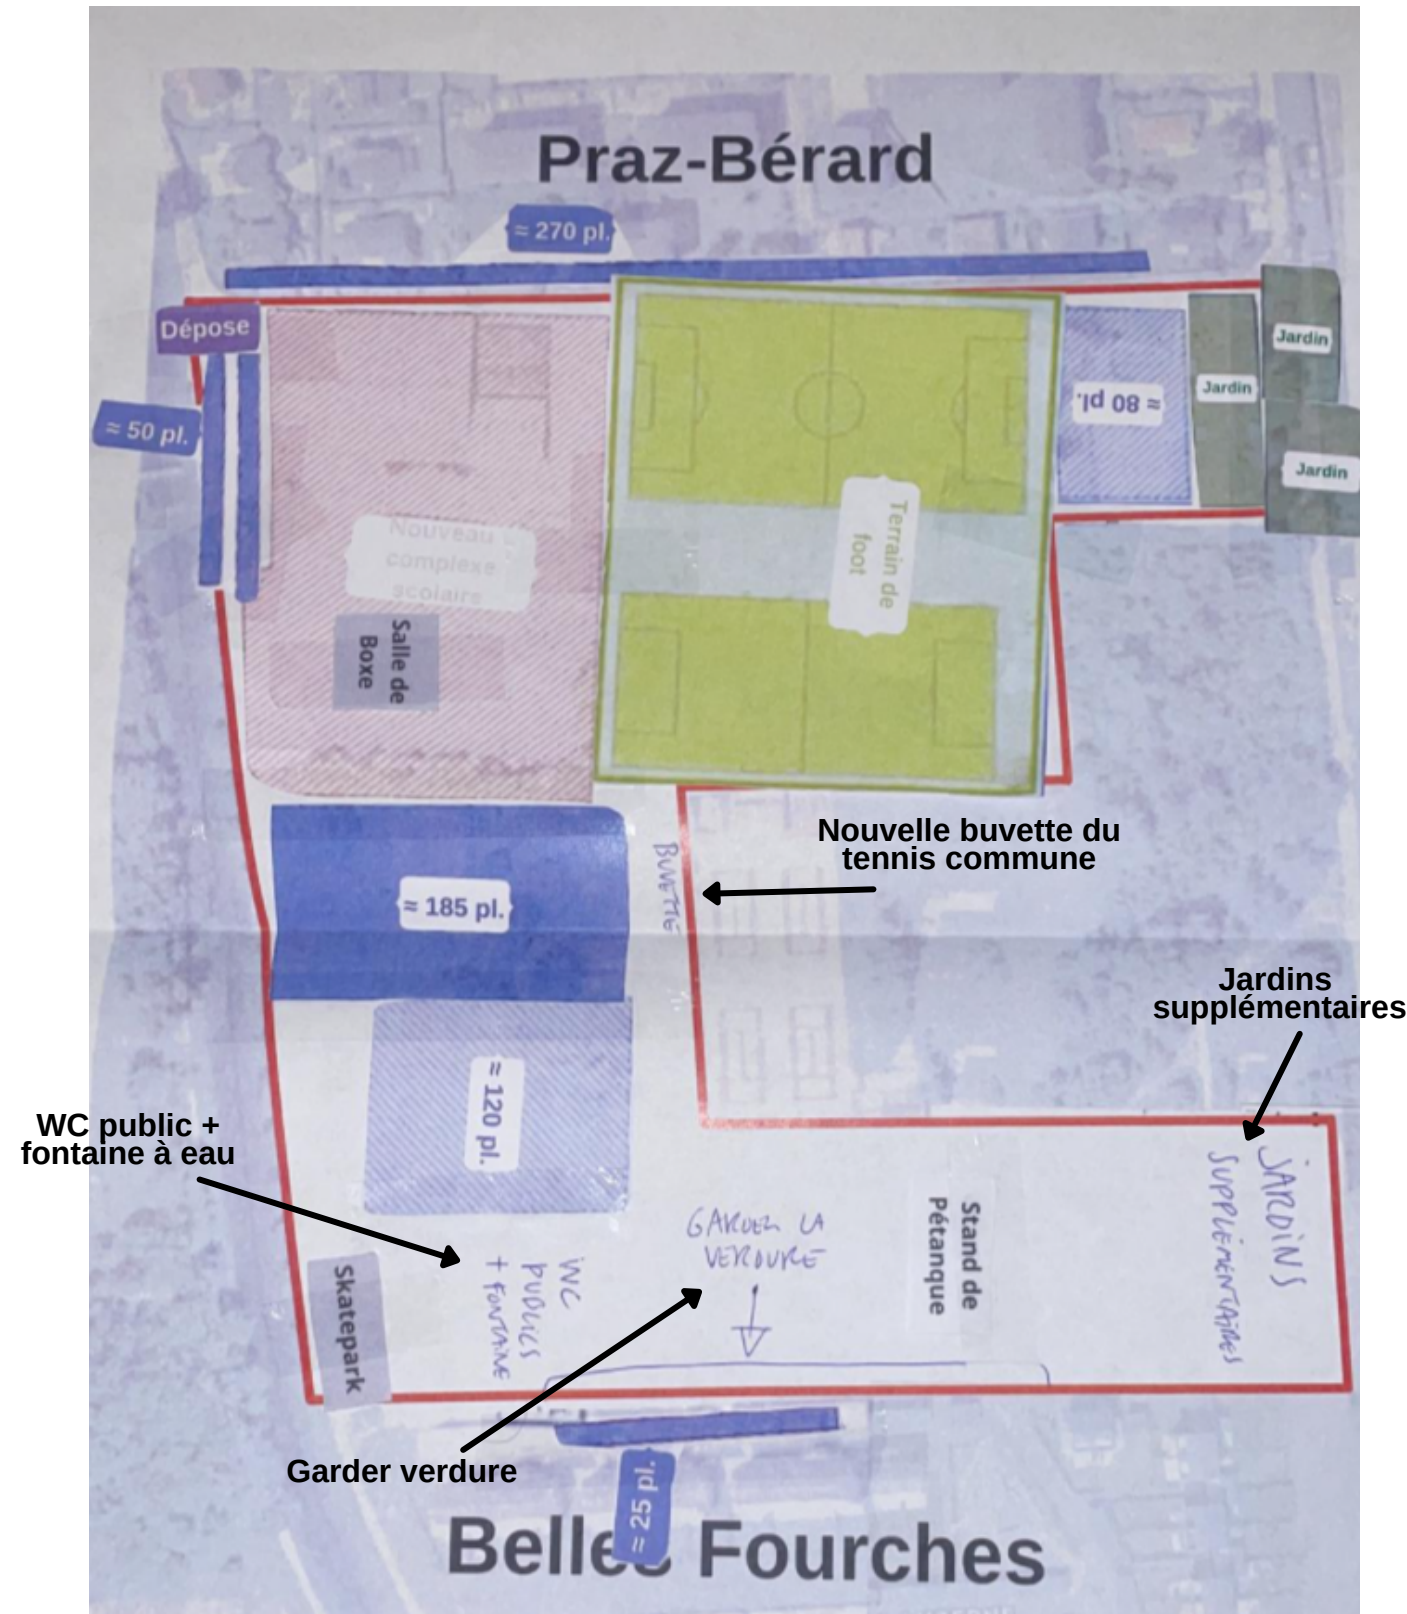 Praz-Bérard
≈ 270 pl.
Dépose
≈ 50 pl.
≈ 80 pl.
Jardin
Jardin
Jardin
Nouveau
complexe
scolaire
Terrain de
foot
Salle de
Boxe
Nouvelle buvette du
tennis commune
BUVETTE
≈ 185 pl.
Jardins
supplémentaires
≈ 120 pl.
WC public +
fontaine à eau
JARDINS
SUPPLÉMENTAIRES
GARDER LA
VERDURE
Stand de
Pétanque
WC
PUBLICS
+ FONTAINE
Skatepark
Garder verdure
≈ 25 pl.
Belles Fourches